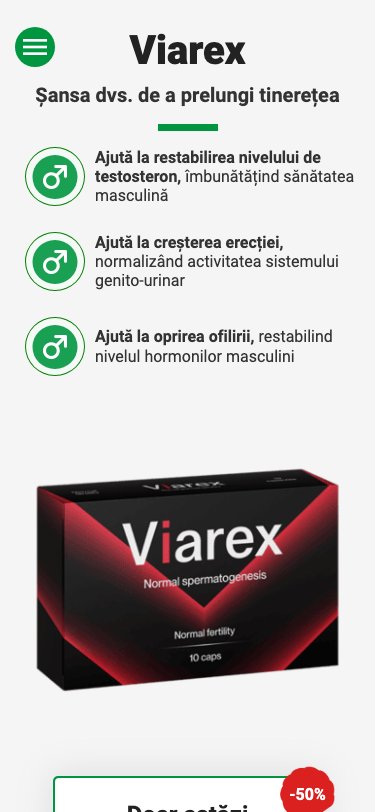 Viarex
Șansa dvs. de a prelungi tinerețea
Ajută la restabilirea nivelului de
testosteron, îmbunătățind sănătatea
masculină
Ajută la creșterea erecției,
normalizând activitatea sistemului
genito-urinar
Ajută la oprirea ofilirii, restabilind
nivelul hormonilor masculini
Viarex
Viarex
Normal spermatogenesis
Normal fertility
10 caps
-50%